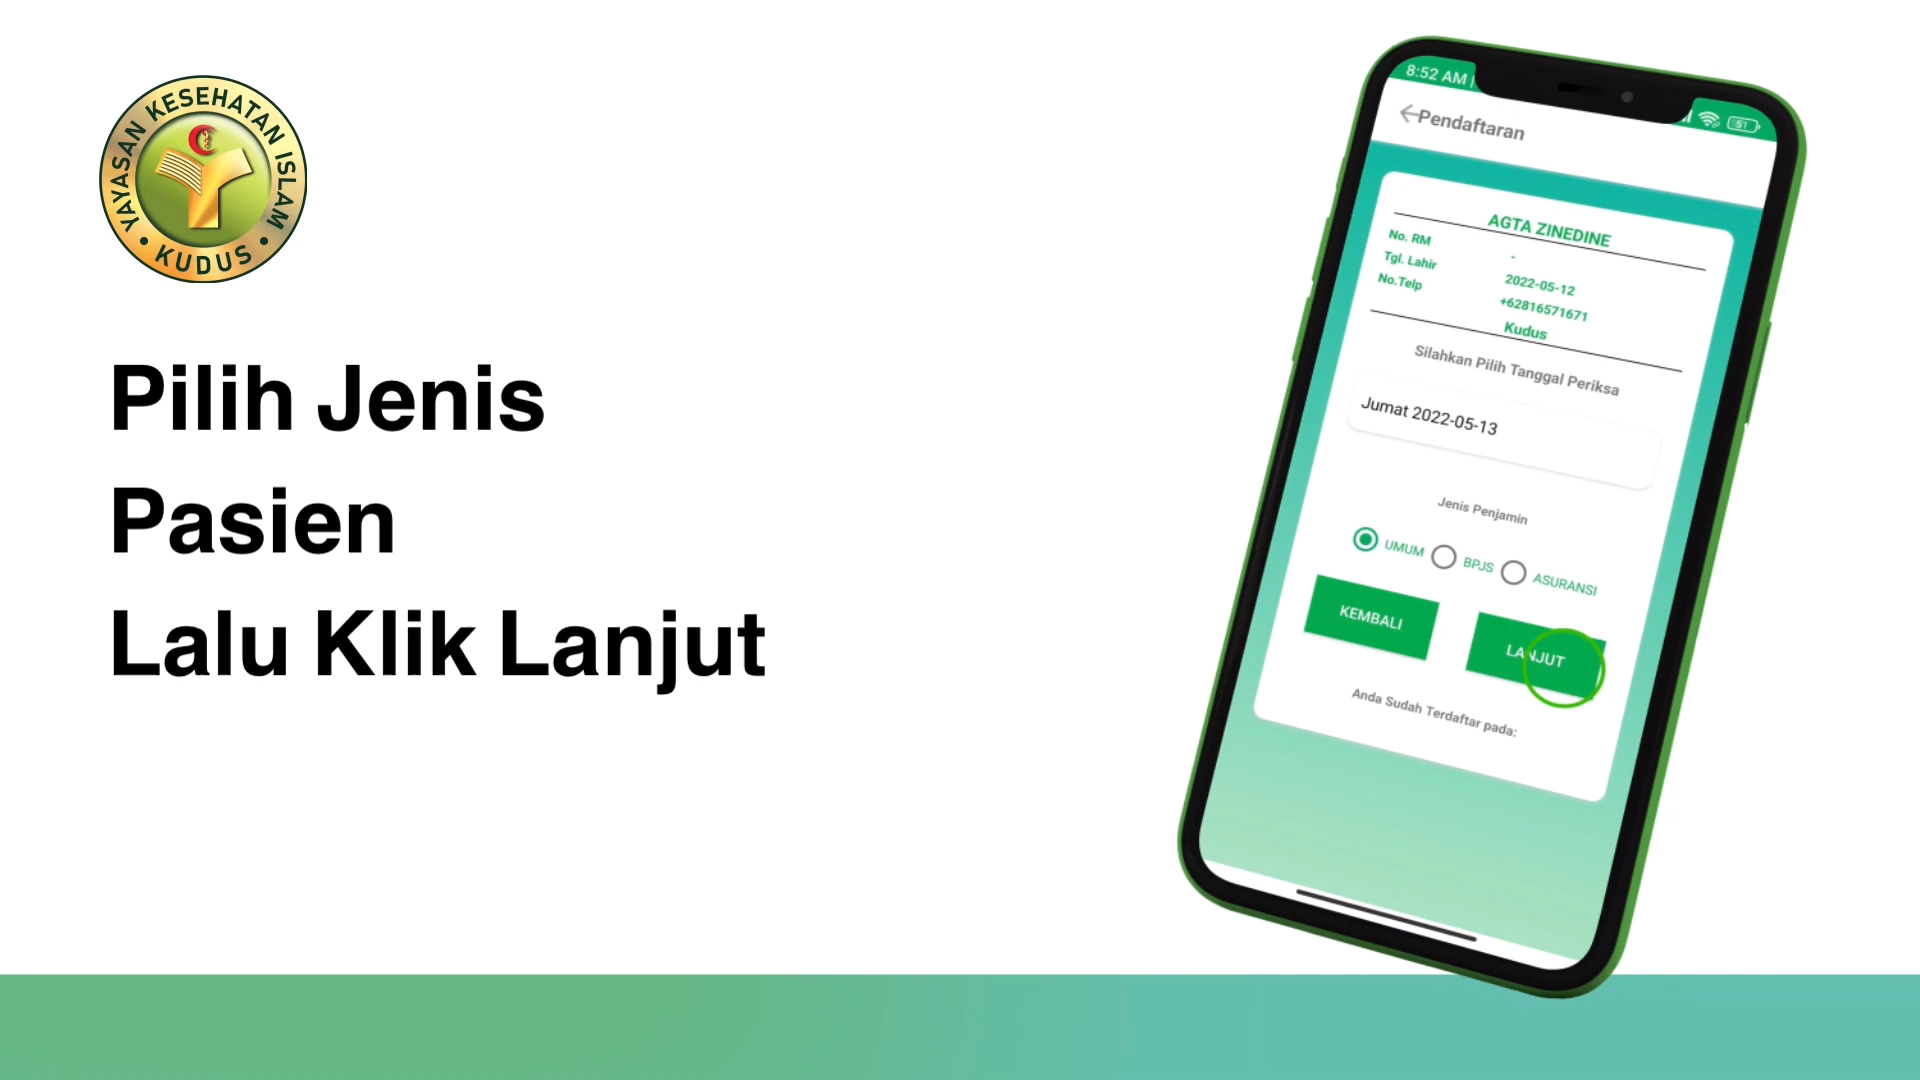 YAYASAN KESEHATAN ISLAM
• KUDUS •
Pilih Jenis
Pasien
Lalu Klik Lanjut
8:52 AM
51
Pendaftaran
AGTA ZINEDINE
No. RM -
Tgl. Lahir 2022-05-12
No.Telp +62816571671
Kudus
Silahkan Pilih Tanggal Periksa
Jumat 2022-05-13
Jenis Penjamin
UMUM BPJS ASURANSI
KEMBALI LANJUT
Anda Sudah Terdaftar pada: